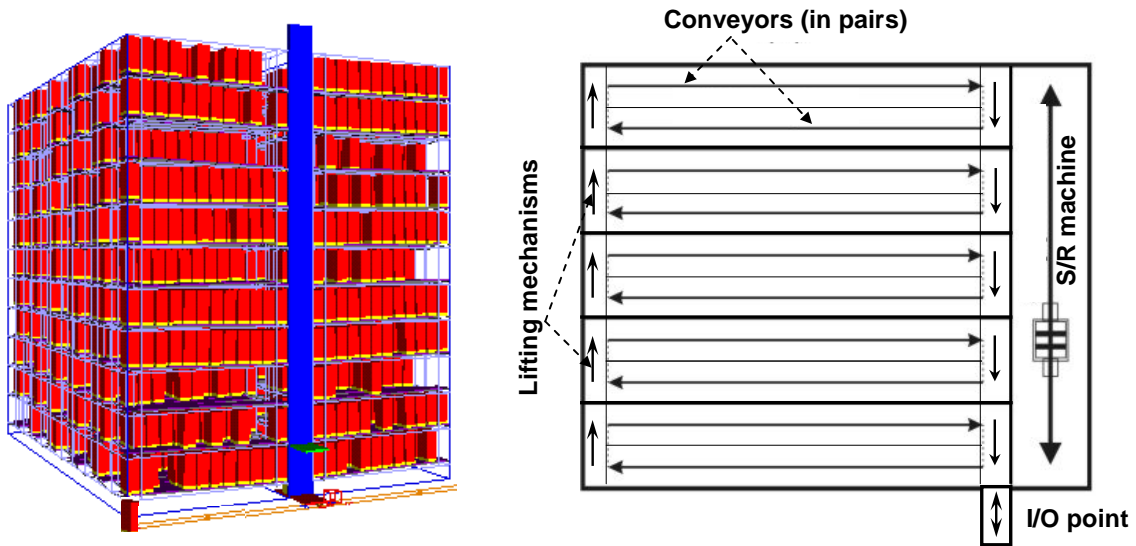 Conveyors (in pairs)
Lifting mechanisms
S/R machine
I/O point